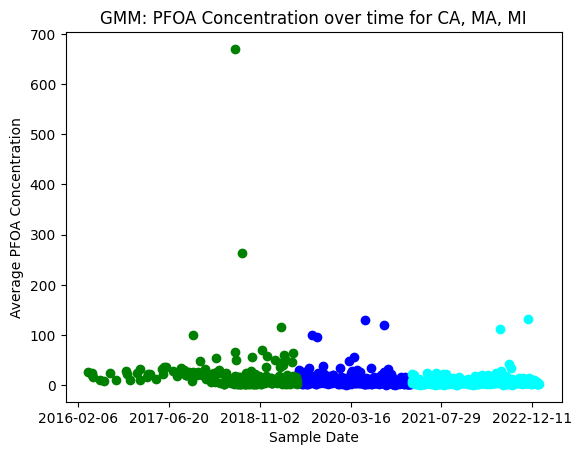 GMM: PFOA Concentration over time for CA, MA, MI
Average PFOA Concentration
700
600
500
400
300
200
100
0
2016-02-06 2017-06-20 2018-11-02 2020-03-16 2021-07-29 2022-12-11
Sample Date